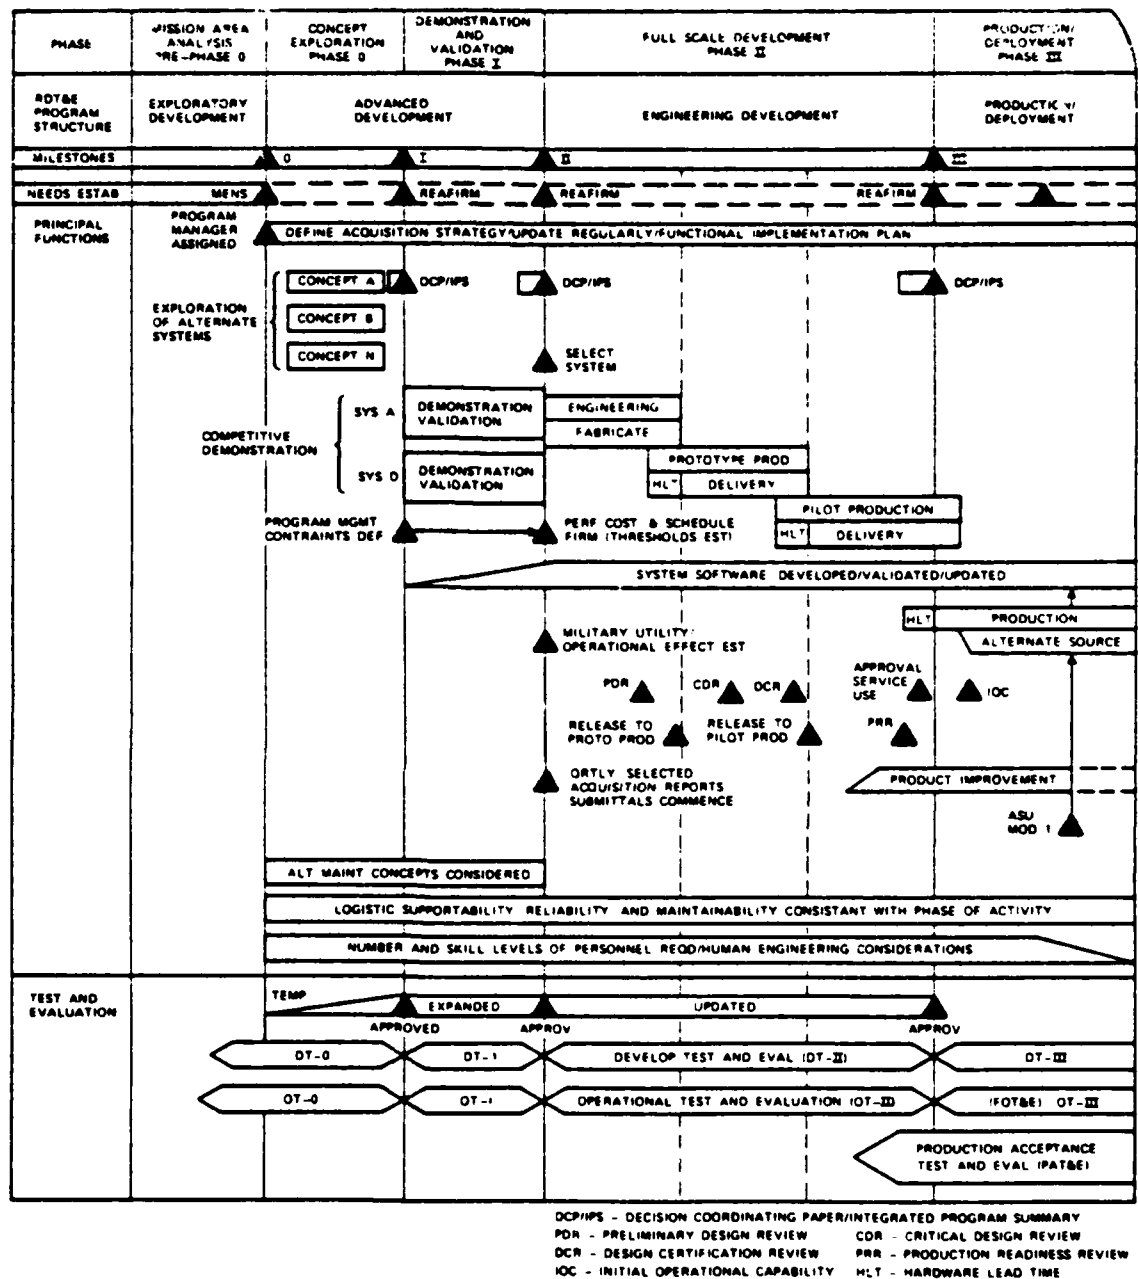 PHASE
MISSION AREA
ANALYSIS
PRE-PHASE 0
CONCEPT
EXPLORATION
PHASE 0
DEMONSTRATION
AND
VALIDATION
PHASE I
FULL SCALE DEVELOPMENT
PHASE II
PRODUCTION/
DEPLOYMENT
PHASE III
RDT&E
PROGRAM
STRUCTURE
EXPLORATORY
DEVELOPMENT
ADVANCED
DEVELOPMENT
ENGINEERING DEVELOPMENT
PRODUCTION/
DEPLOYMENT
MILESTONES
0
I
II
III
NEEDS ESTAB
MENS
REAFIRM
REAFIRM
REAFIRM
PRINCIPAL
FUNCTIONS
PROGRAM
MANAGER
ASSIGNED
DEFINE ACQUISITION STRATEGY/UPDATE REGULARLY/FUNCTIONAL IMPLEMENTATION PLAN
EXPLORATION
OF ALTERNATE
SYSTEMS
CONCEPT A
DCP/IPS
DCP/IPS
DCP/IPS
CONCEPT B
CONCEPT N
SELECT
SYSTEM
COMPETITIVE
DEMONSTRATION
SYS A
DEMONSTRATION
VALIDATION
ENGINEERING
FABRICATE
SYS D
DEMONSTRATION
VALIDATION
PROTOTYPE PROD
HLT
DELIVERY
PILOT PRODUCTION
HLT
DELIVERY
PROGRAM MGMT
CONTRAINTS DEF
PERF COST & SCHEDULE
FIRM (THRESHOLDS EST)
SYSTEM SOFTWARE DEVELOPED/VALIDATED/UPDATED
HLT
PRODUCTION
ALTERNATE SOURCE
MILITARY UTILITY/
OPERATIONAL EFFECT EST
PDR
CDR
DCR
APPROVAL
SERVICE
USE
IOC
RELEASE TO
PROTO PROD
RELEASE TO
PILOT PROD
PRR
QRTLY SELECTED
ACQUISITION REPORTS
SUBMITTALS COMMENCE
PRODUCT IMPROVEMENT
ASU
MOD 1
ALT MAINT CONCEPTS CONSIDERED
LOGISTIC SUPPORTABILITY RELIABILITY AND MAINTAINABILITY CONSISTANT WITH PHASE OF ACTIVITY
NUMBER AND SKILL LEVELS OF PERSONNEL REQD/HUMAN ENGINEERING CONSIDERATIONS
TEST AND
EVALUATION
TEMP
EXPANDED
UPDATED
APPROVED
APPROV
APPROV
DT-0
DT-I
DEVELOP TEST AND EVAL (DT-II)
DT-III
OT-0
OT-I
OPERATIONAL TEST AND EVALUATION (OT-II)
(FOT&E) OT-III
PRODUCTION ACCEPTANCE
TEST AND EVAL (PAT&E)
DCP/IPS - DECISION COORDINATING PAPER/INTEGRATED PROGRAM SUMMARY
PDR - PRELIMINARY DESIGN REVIEW CDR - CRITICAL DESIGN REVIEW
DCR - DESIGN CERTIFICATION REVIEW PRR - PRODUCTION READINESS REVIEW
IOC - INITIAL OPERATIONAL CAPABILITY HLT - HARDWARE LEAD TIME